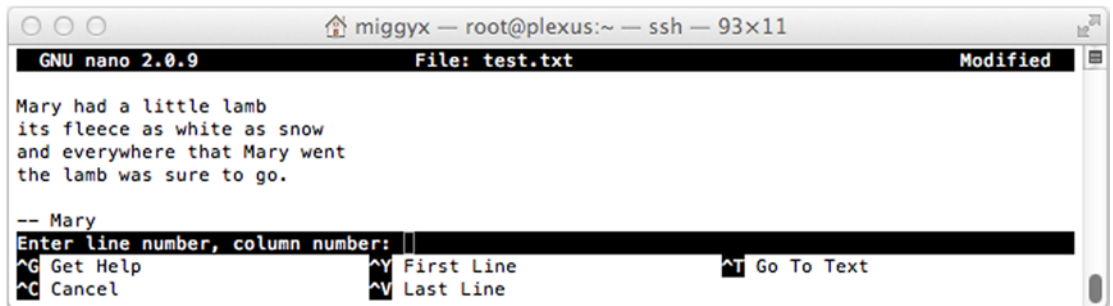 miggyx — root@plexus:~ — ssh — 93×11
GNU nano 2.0.9 File: test.txt Modified
Mary had a little lamb
its fleece as white as snow
and everywhere that Mary went
the lamb was sure to go.
-- Mary
Enter line number, column number:
^G Get Help ^Y First Line ^T Go To Text
^C Cancel ^V Last Line